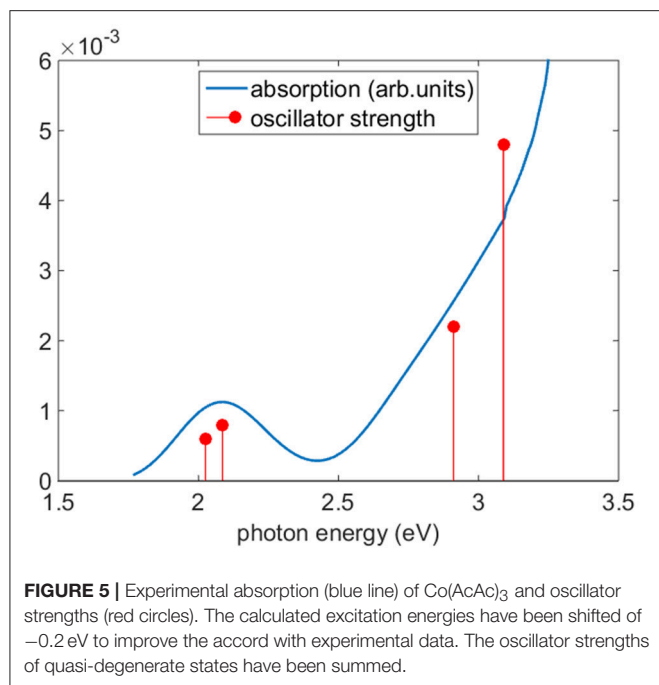 ×10-3
6
5
4
3
2
1
0
absorption (arb.units)
oscillator strength
1.5 2 2.5 3 3.5
photon energy (eV)
FIGURE 5 | Experimental absorption (blue line) of Co(AcAc)3 and oscillator
strengths (red circles). The calculated excitation energies have been shifted of
−0.2 eV to improve the accord with experimental data. The oscillator strengths
of quasi-degenerate states have been summed.